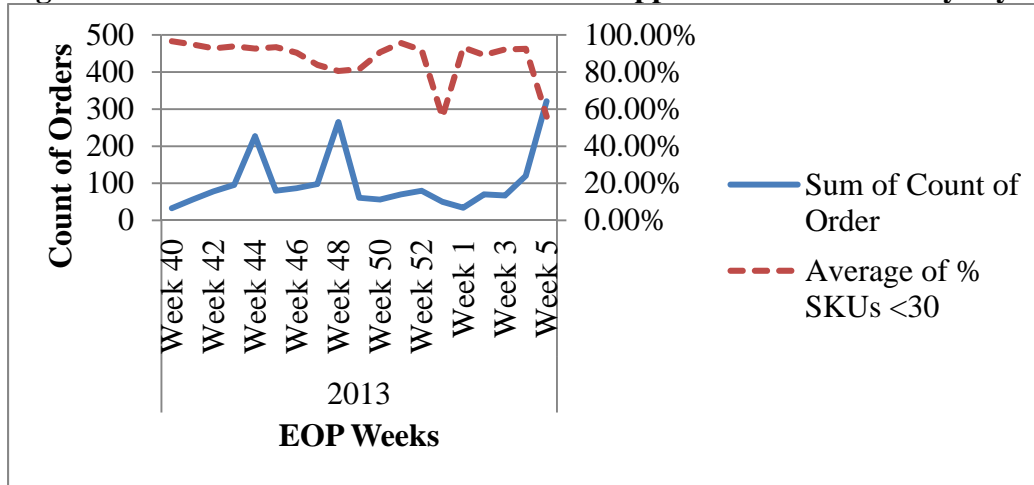 500
400
300
200
100
0
Count of Orders
100.00%
80.00%
60.00%
40.00%
20.00%
0.00%
Week 40
Week 42
Week 44
Week 46
Week 48
Week 50
Week 52
Week 1
Week 3
Week 5
2013
EOP Weeks
Sum of Count of
Order
Average of %
SKUs <30